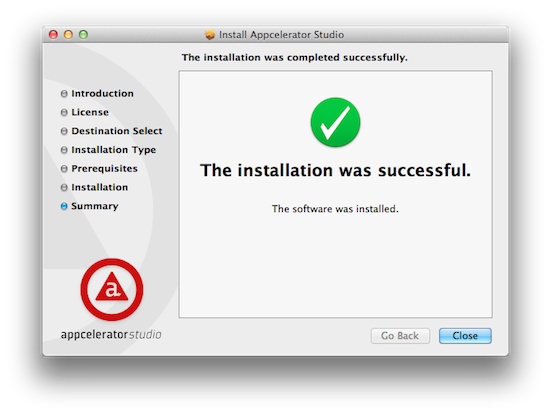 Install Appcelerator Studio
The installation was completed successfully.
Introduction
License
Destination Select
Installation Type
Prerequisites
Installation
Summary
The installation was successful.
The software was installed.
a
appceleratorstudio
Go Back
Close